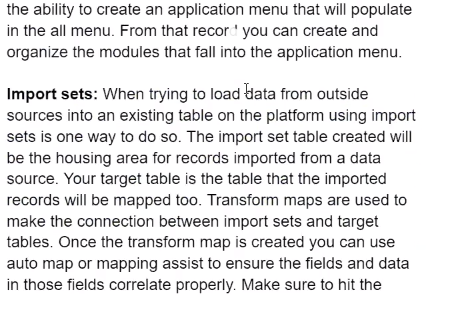 the ability to create an application menu that will populate
in the all menu. From that record you can create and
organize the modules that fall into the application menu.
Import sets: When trying to load data from outside
sources into an existing table on the platform using import
sets is one way to do so. The import set table created will
be the housing area for records imported from a data
source. Your target table is the table that the imported
records will be mapped too. Transform maps are used to
make the connection between import sets and target
tables. Once the transform map is created you can use
auto map or mapping assist to ensure the fields and data
in those fields correlate properly. Make sure to hit the